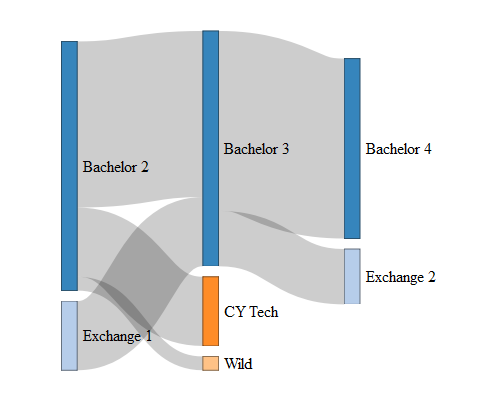 Bachelor 2
Exchange 1
Bachelor 3
CY Tech
Wild
Bachelor 4
Exchange 2